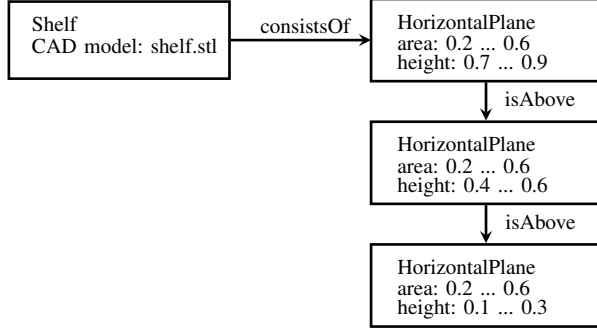 Shelf
CAD model: shelf.stl
consistsOf
HorizontalPlane
area: 0.2 ... 0.6
height: 0.7 ... 0.9
isAbove
HorizontalPlane
area: 0.2 ... 0.6
height: 0.4 ... 0.6
isAbove
HorizontalPlane
area: 0.2 ... 0.6
height: 0.1 ... 0.3